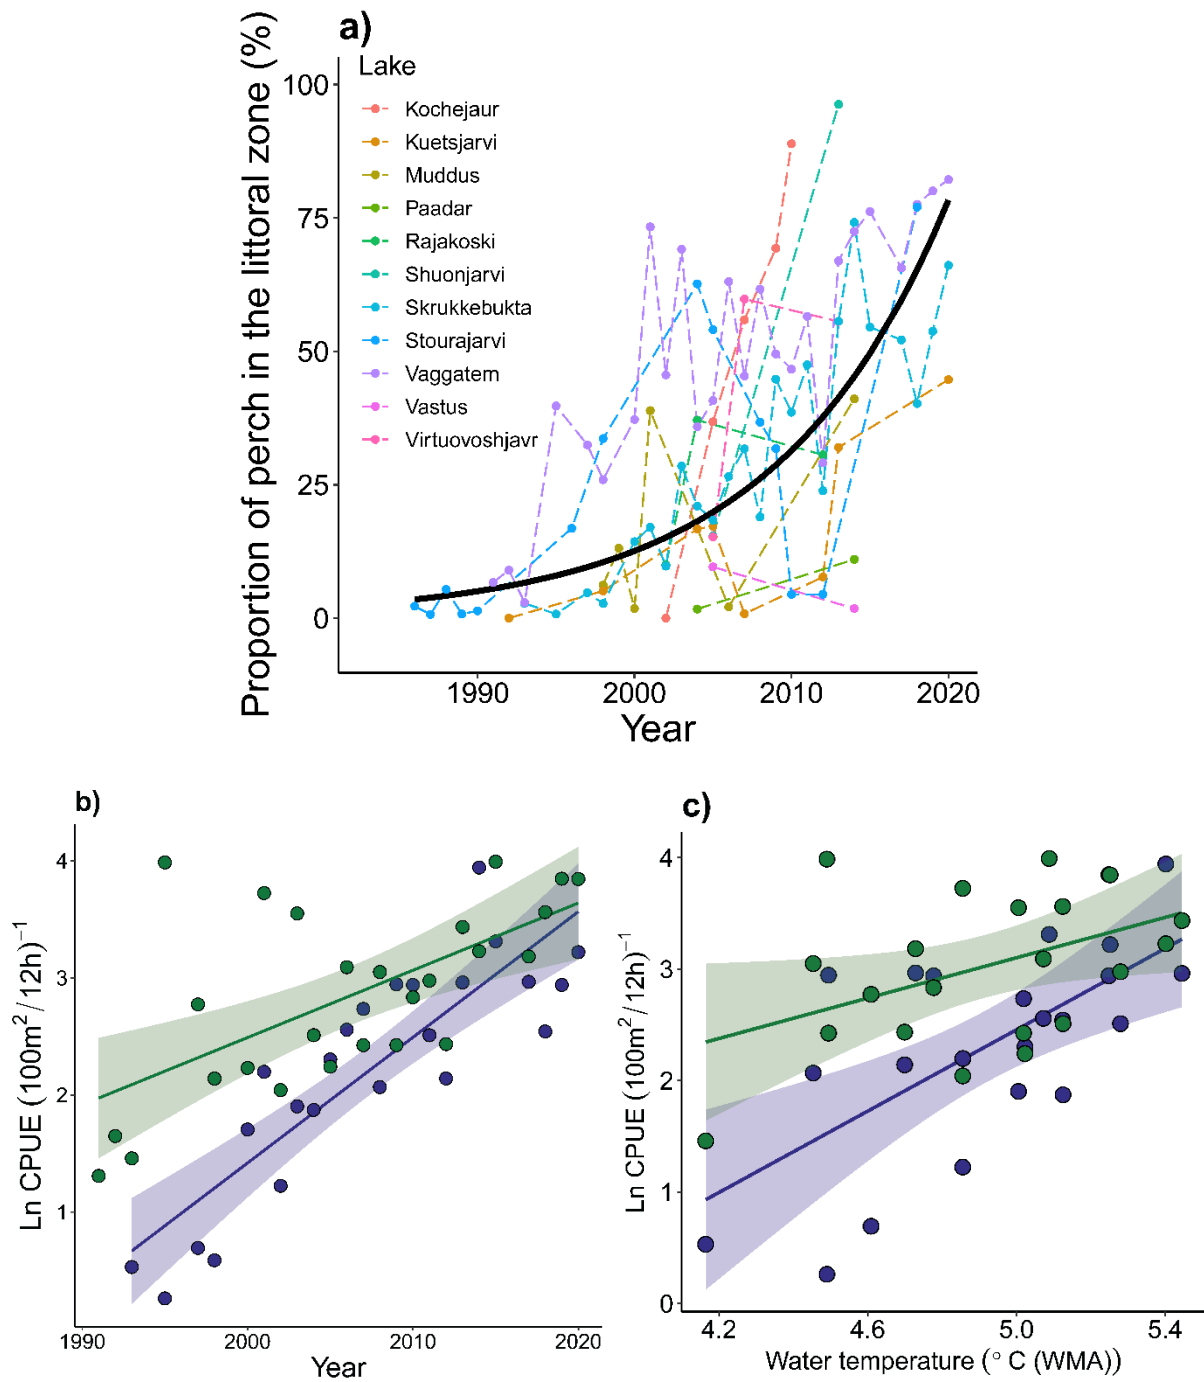 a)
Proportion of perch in the littoral zone (%)
Lake
Kochejaur
Kuetsjarvi
Muddus
Paadar
Rajakoski
Shuonjarvi
Skrukkebukta
Stourajarvi
Vaggatem
Vastus
Virtuovoshjavr
100
75
50
25
0
1990 2000 2010 2020
Year
b)
Ln CPUE (100m²/12h)⁻¹
4
3
2
1
1990 2000 2010 2020
Year
c)
Ln CPUE (100m²/12h)⁻¹
4
3
2
1
0
4.2 4.6 5.0 5.4
Water temperature (° C (WMA))